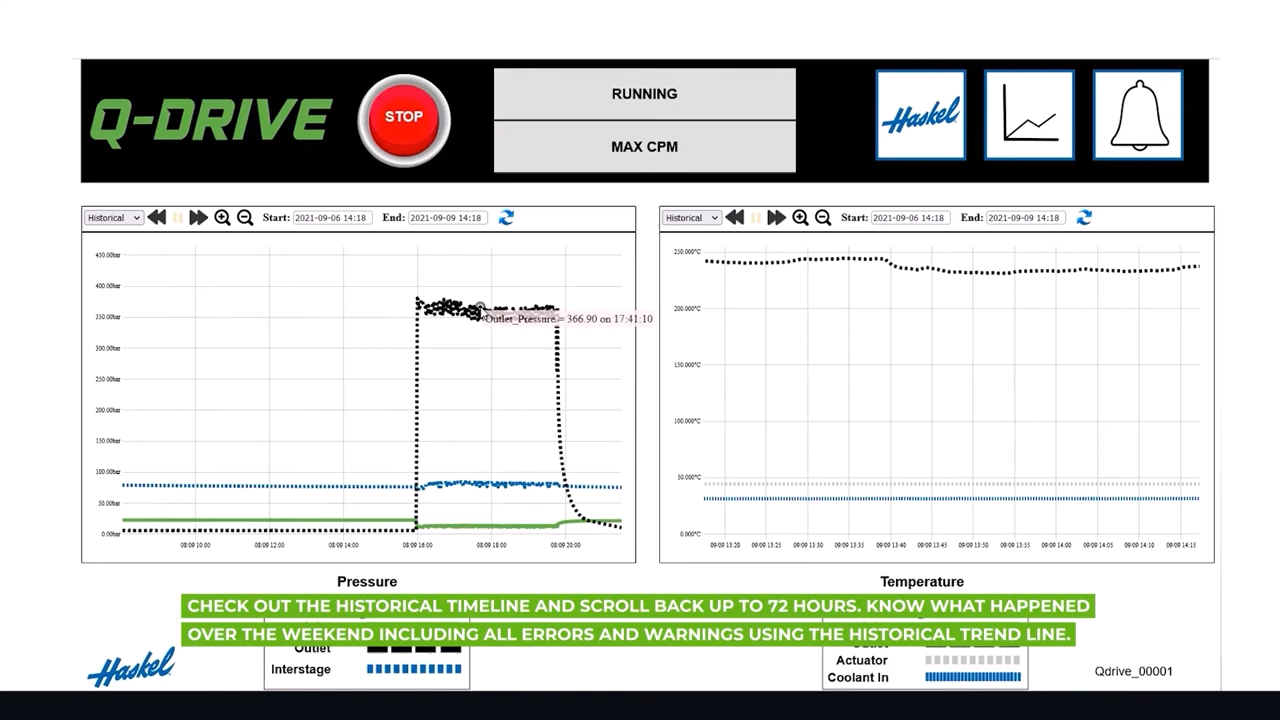 Q-DRIVE
STOP
RUNNING
MAX CPM
Haskel
Historical
Start: 2021-09-06 14:18 End: 2021-09-09 14:18
450.00bar
400.00bar
350.00bar
300.00bar
250.00bar
200.00bar
150.00bar
100.00bar
50.00bar
0.00bar
Outlet_Pressure = 366.90 on 17:41:10
08/09 10:00 08/09 12:00 08/09 14:00 08/09 16:00 08/09 18:00 08/09 20:00
Pressure
Historical
Start: 2021-09-06 14:18 End: 2021-09-09 14:18
250.000°C
200.000°C
150.000°C
100.000°C
50.000°C
0.000°C
09/09 13:20 09/09 13:25 09/09 13:30 09/09 13:35 09/09 13:40 09/09 13:45 09/09 13:50 09/09 13:55 09/09 14:00 09/09 14:05 09/09 14:10 09/09 14:15
Temperature
CHECK OUT THE HISTORICAL TIMELINE AND SCROLL BACK UP TO 72 HOURS. KNOW WHAT HAPPENED
OVER THE WEEKEND INCLUDING ALL ERRORS AND WARNINGS USING THE HISTORICAL TREND LINE.
Outlet
Interstage
Actuator
Coolant In
Haskel
Qdrive_00001